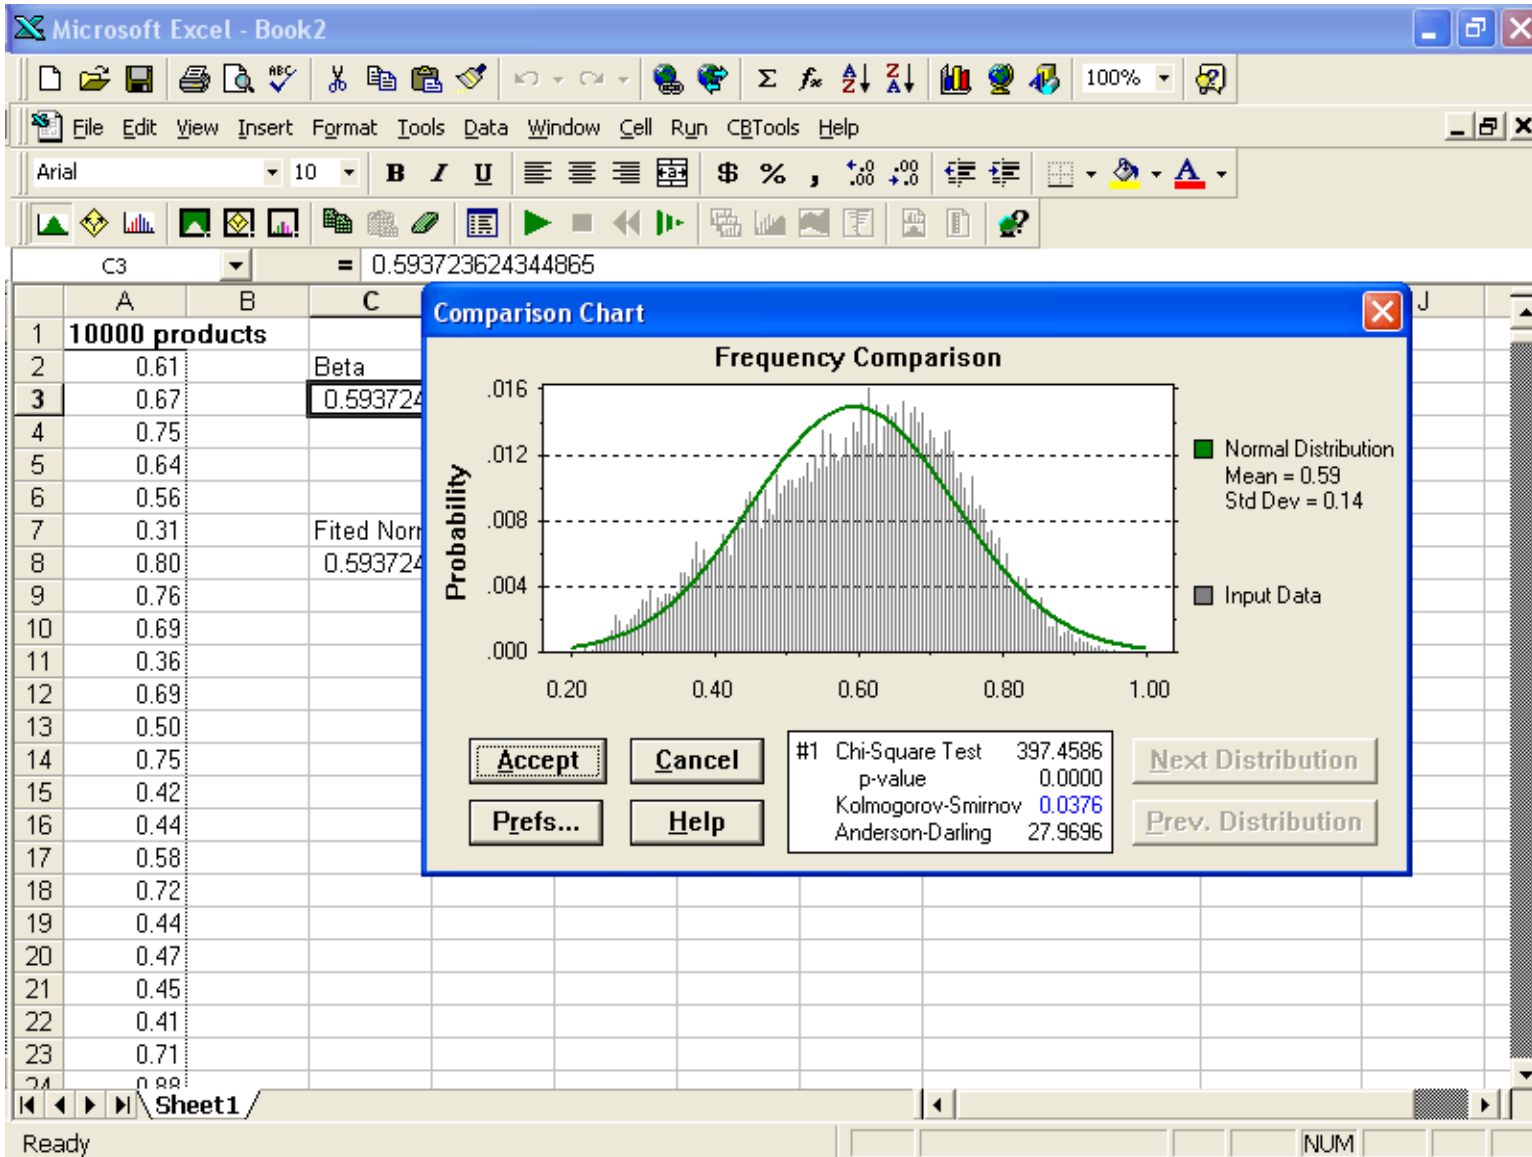 Microsoft Excel - Book2
100%
File Edit View Insert Format Tools Data Window Cell Run CBTools Help
Arial 10 B I U $ % ,
C3 = 0.593723624344865
A B C J
1 10000 products
2 0.61 Beta
3 0.67 0.593724
4 0.75
5 0.64
6 0.56
7 0.31 Fited Norr
8 0.80 0.593724
9 0.76
10 0.69
11 0.36
12 0.69
13 0.50
14 0.75
15 0.42
16 0.44
17 0.58
18 0.72
19 0.44
20 0.47
21 0.45
22 0.41
23 0.71
24 0.88
Comparison Chart
Frequency Comparison
Probability
.016
.012
.008
.004
.000
0.20 0.40 0.60 0.80 1.00
Normal Distribution
Mean = 0.59
Std Dev = 0.14
Input Data
Accept Cancel
Prefs... Help
#1 Chi-Square Test 397.4586
p-value 0.0000
Kolmogorov-Smirnov 0.0376
Anderson-Darling 27.9696
Next Distribution
Prev. Distribution
Sheet1
Ready NUM